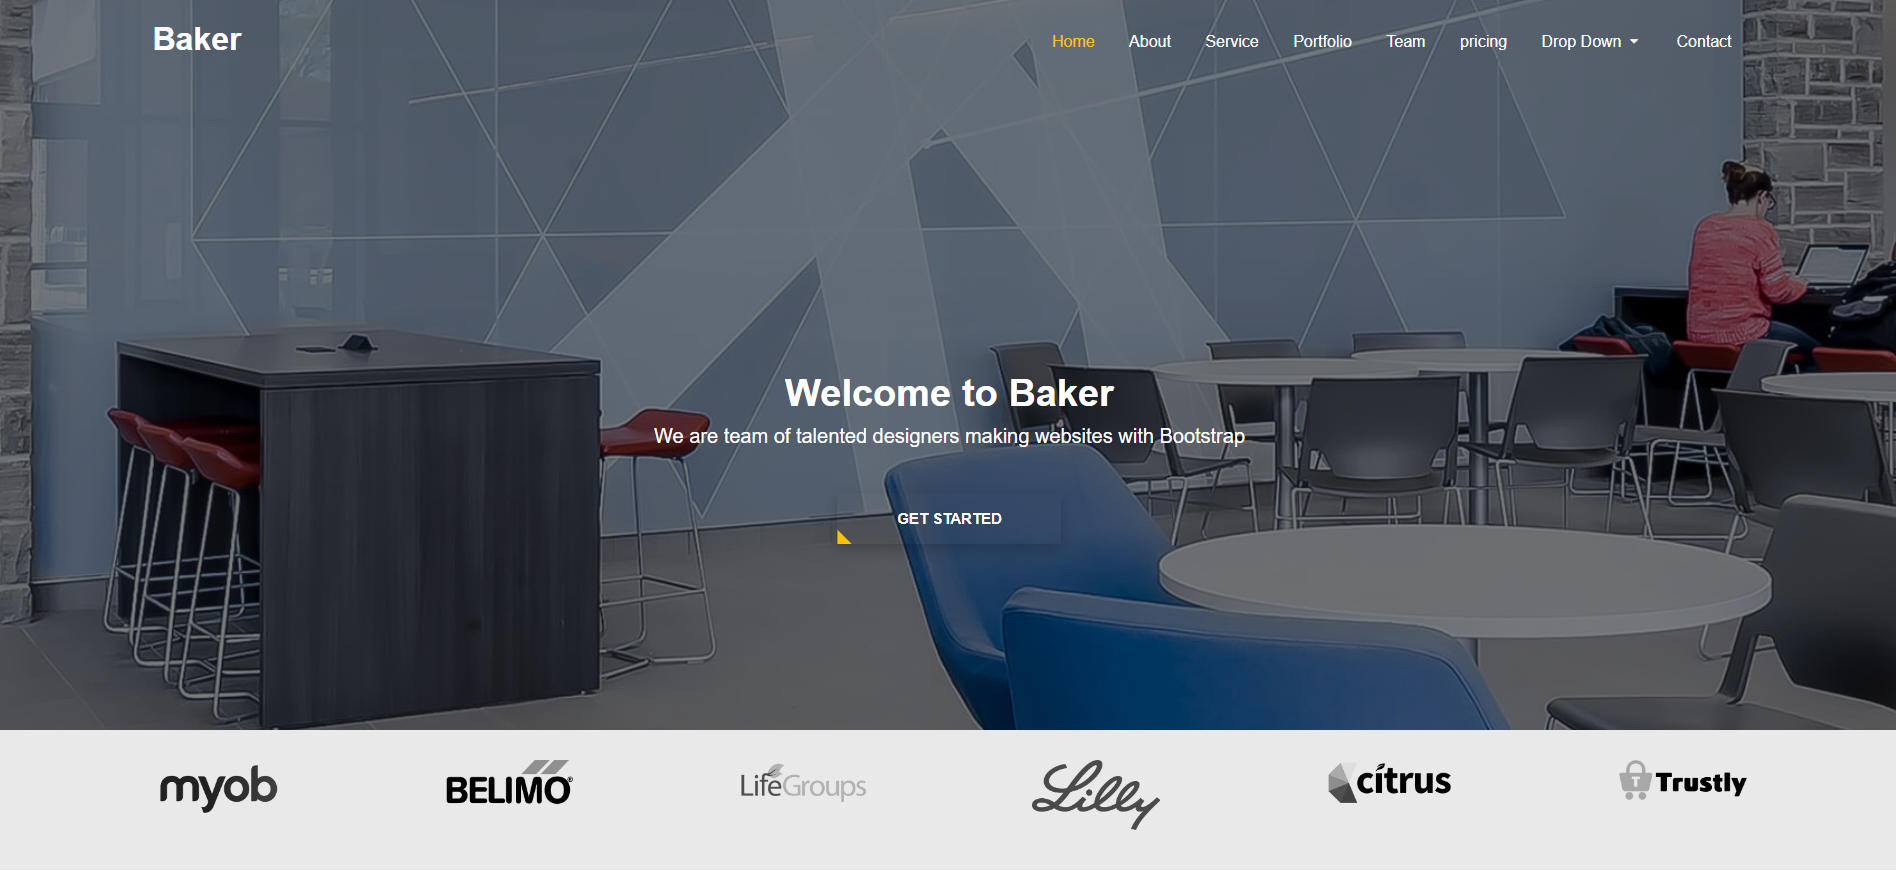 Baker
Home About Service Portfolio Team pricing Drop Down Contact
Welcome to Baker
We are team of talented designers making websites with Bootstrap
GET STARTED
myob BELIMO® LifeGroups Lilly citrus T Trustly